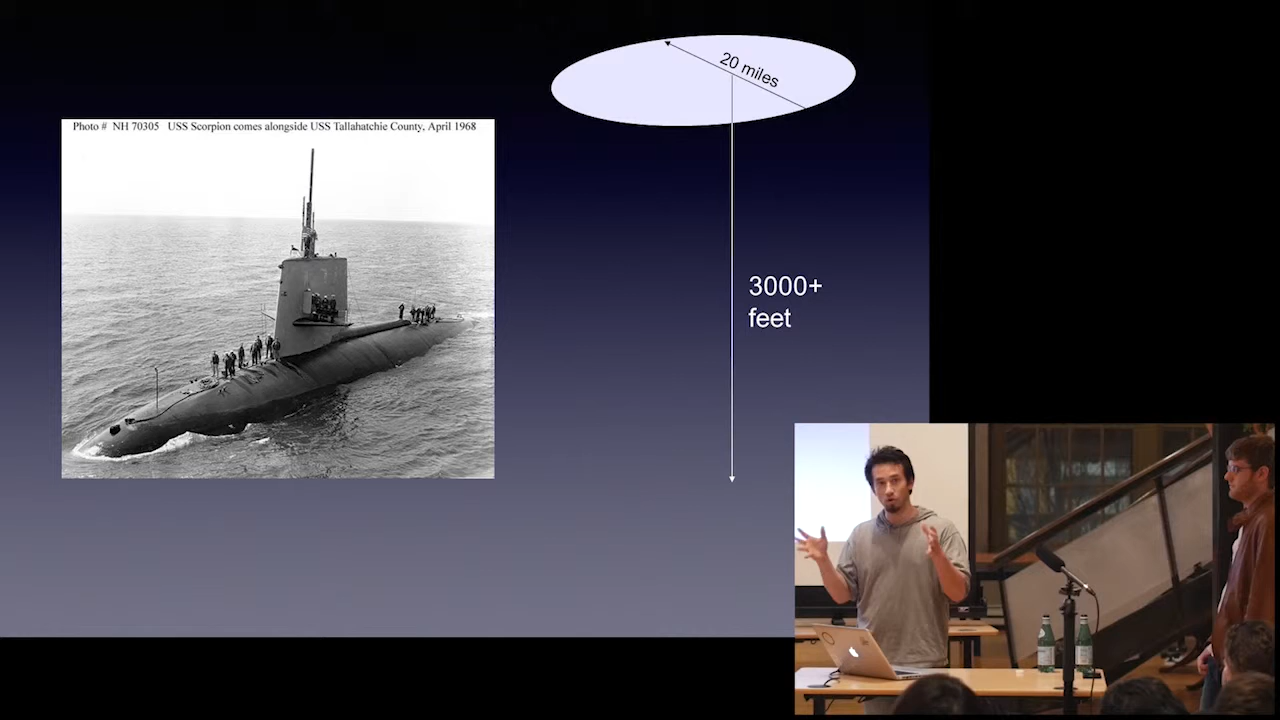 Photo # NH 70305 USS Scorpion comes alongside USS Tallahatchie County, April 1968
20 miles
3000+
feet